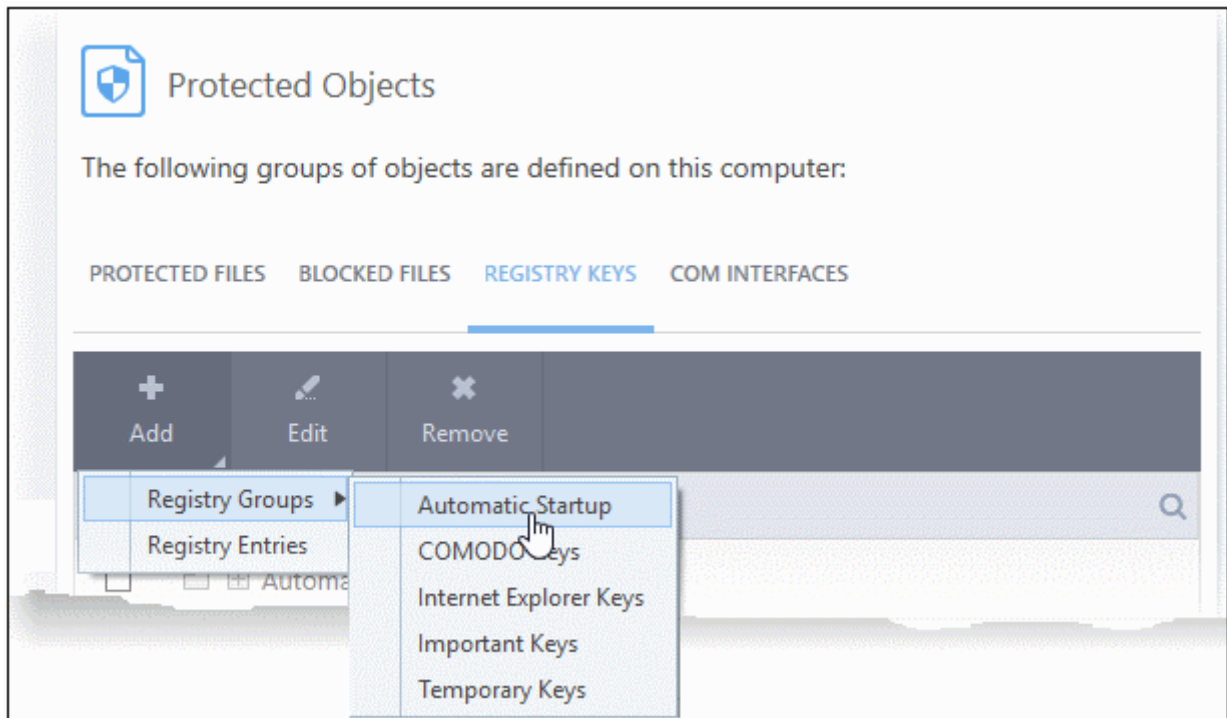 Protected Objects
The following groups of objects are defined on this computer:
PROTECTED FILES BLOCKED FILES REGISTRY KEYS COM INTERFACES
Add Edit Remove
Registry Groups
Registry Entries
Automatic Startup
COMODO Keys
Internet Explorer Keys
Important Keys
Temporary Keys